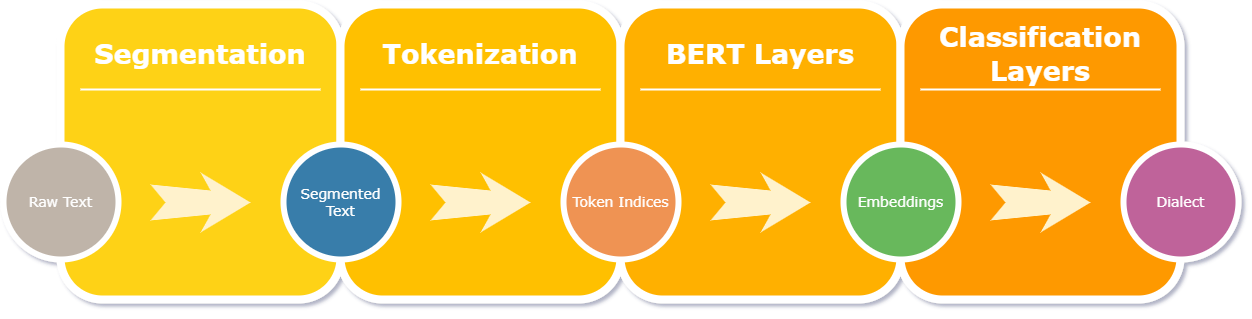 Segmentation
Tokenization
BERT Layers
Classification
Layers
Raw Text
Segmented
Text
Token Indices
Embeddings
Dialect